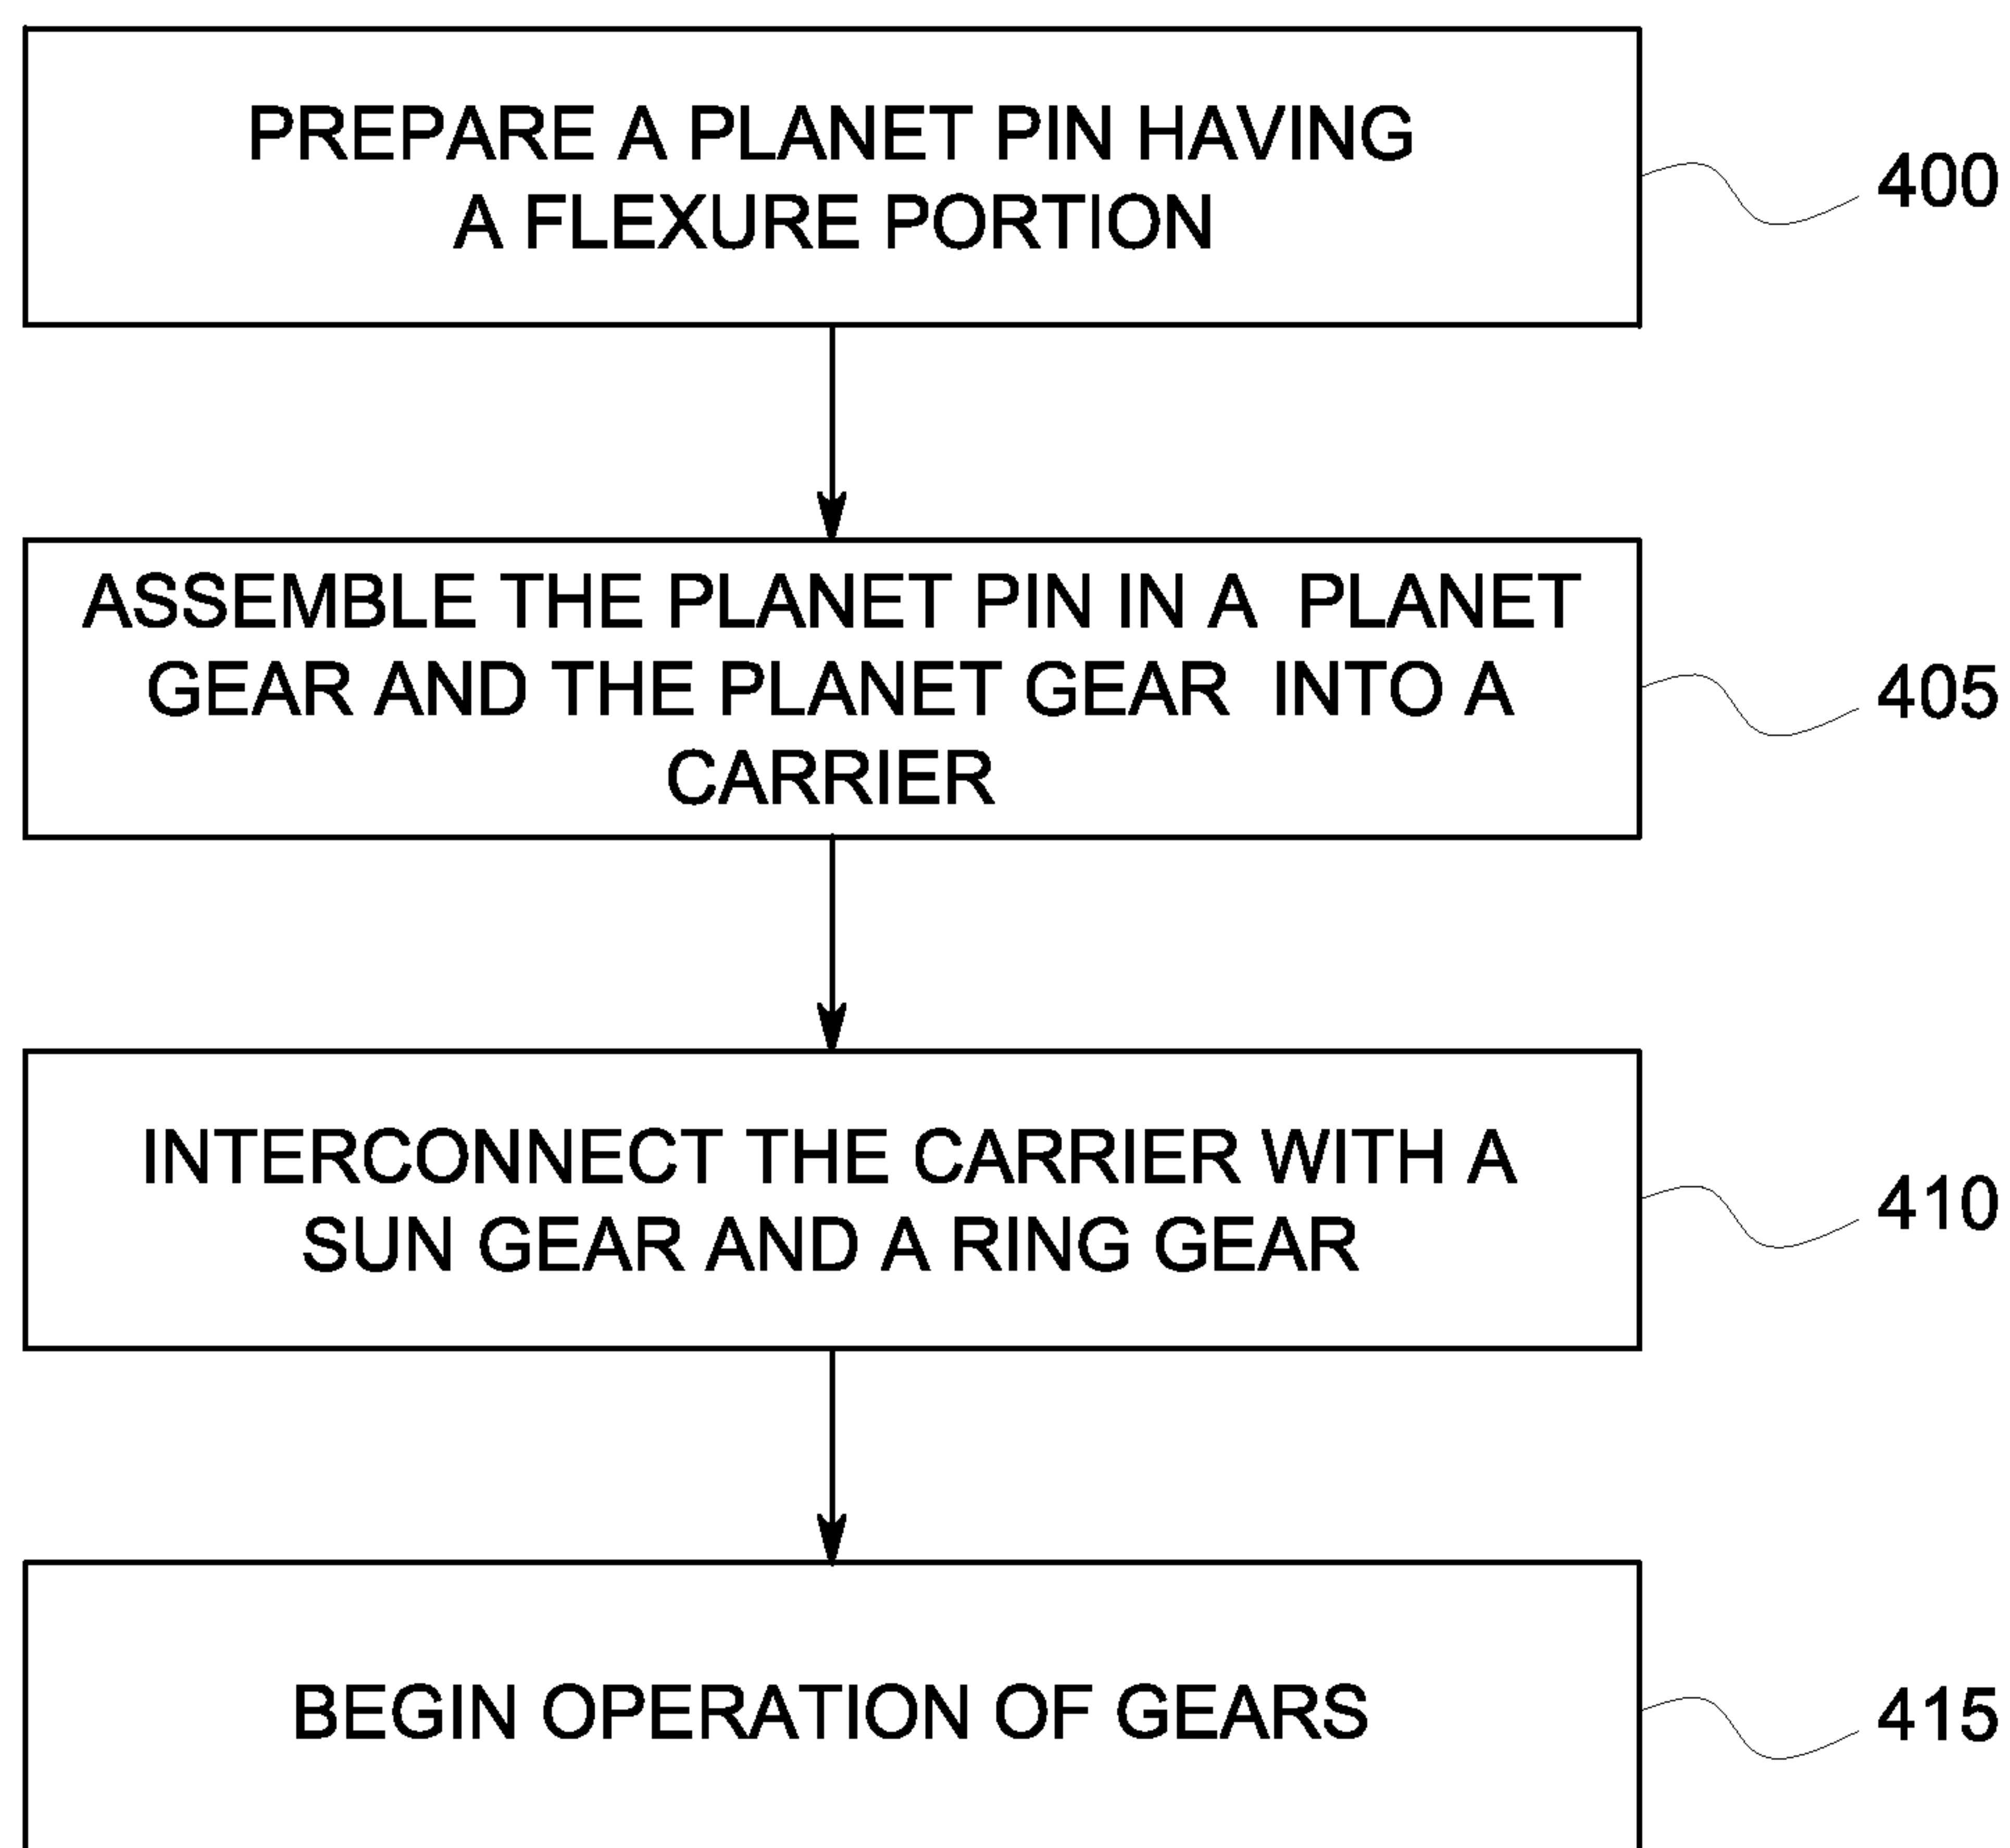 PREPARE A PLANET PIN HAVING
A FLEXURE PORTION
400
ASSEMBLE THE PLANET PIN IN A PLANET
GEAR AND THE PLANET GEAR INTO A
CARRIER
405
INTERCONNECT THE CARRIER WITH A
SUN GEAR AND A RING GEAR
410
BEGIN OPERATION OF GEARS
415